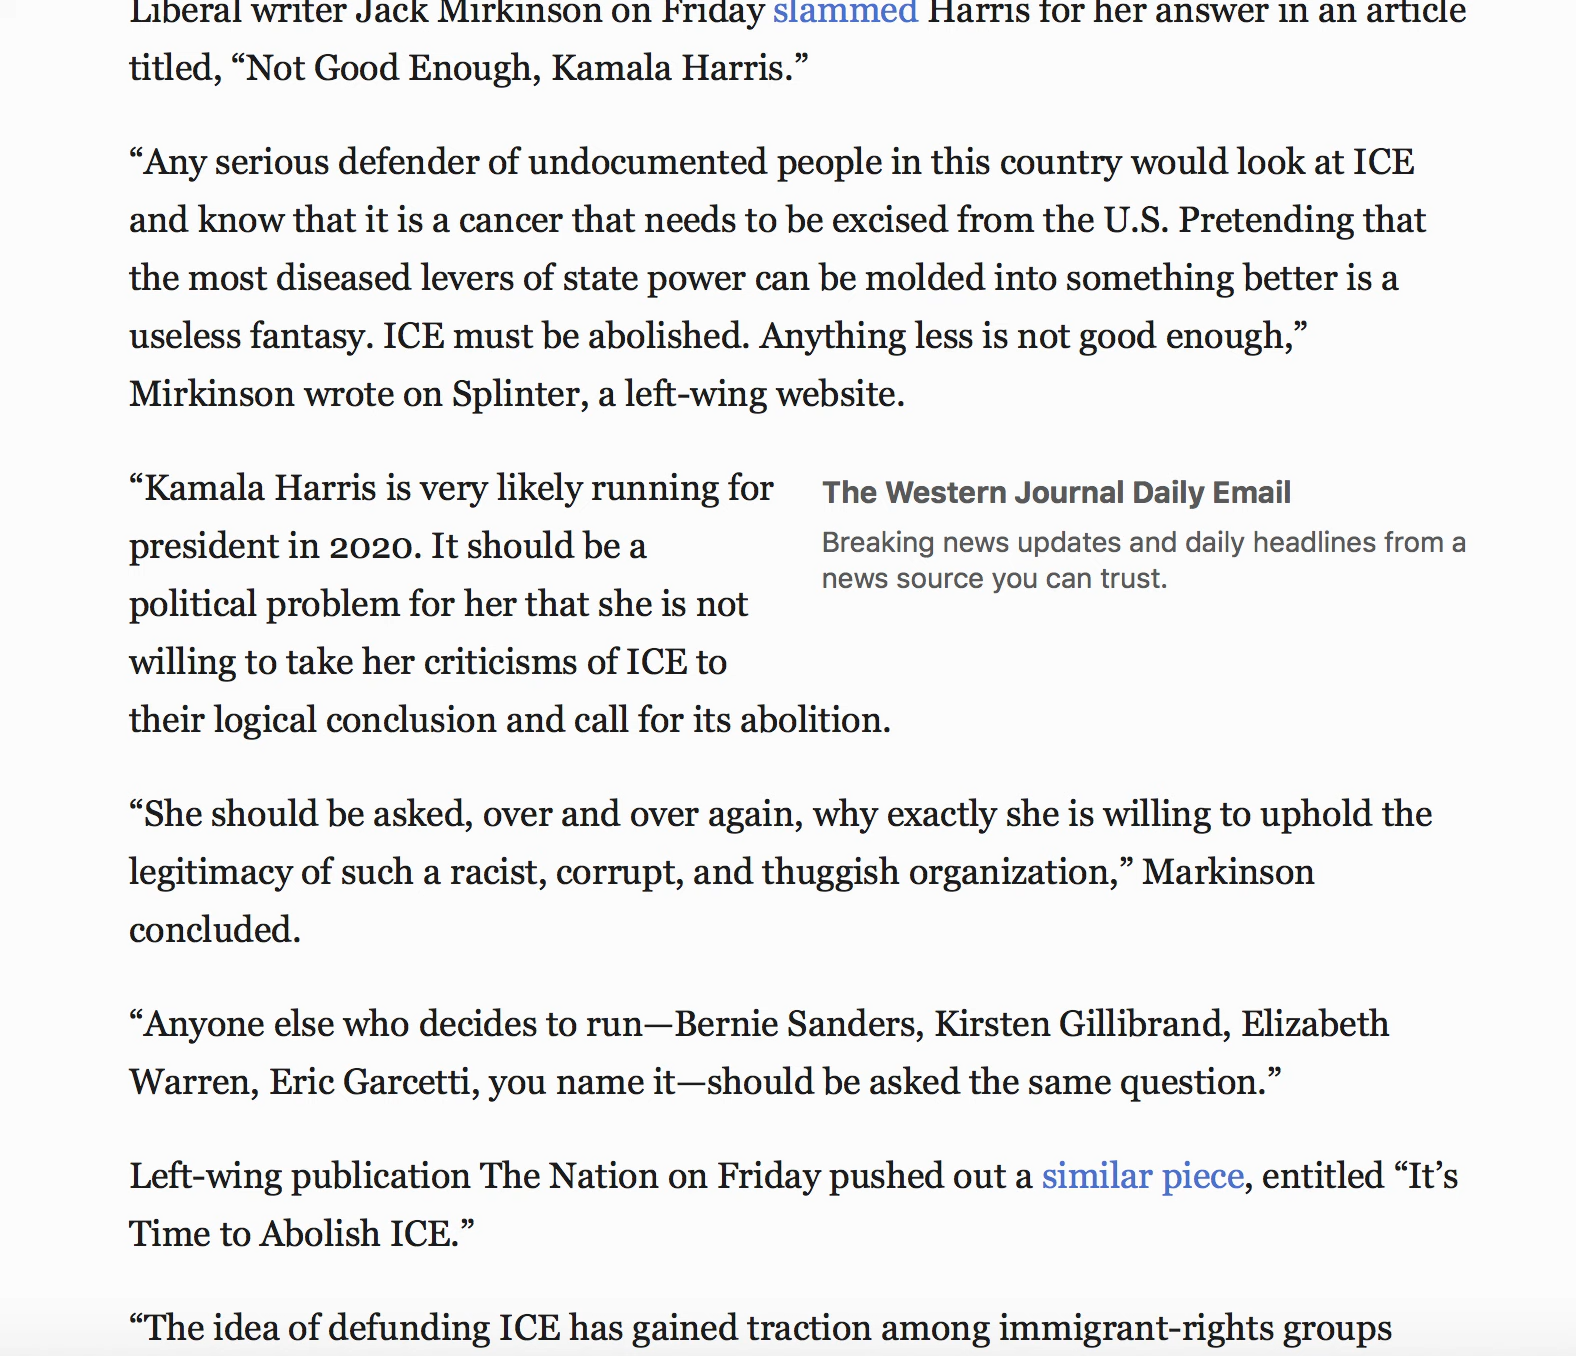 Liberal writer Jack Mirkinson on Friday slammed Harris for her answer in an article
titled, “Not Good Enough, Kamala Harris.”
“Any serious defender of undocumented people in this country would look at ICE
and know that it is a cancer that needs to be excised from the U.S. Pretending that
the most diseased levers of state power can be molded into something better is a
useless fantasy. ICE must be abolished. Anything less is not good enough,”
Mirkinson wrote on Splinter, a left-wing website.
“Kamala Harris is very likely running for
president in 2020. It should be a
political problem for her that she is not
willing to take her criticisms of ICE to
their logical conclusion and call for its abolition.
The Western Journal Daily Email
Breaking news updates and daily headlines from a
news source you can trust.
“She should be asked, over and over again, why exactly she is willing to uphold the
legitimacy of such a racist, corrupt, and thuggish organization,” Markinson
concluded.
“Anyone else who decides to run—Bernie Sanders, Kirsten Gillibrand, Elizabeth
Warren, Eric Garcetti, you name it—should be asked the same question.”
Left-wing publication The Nation on Friday pushed out a similar piece, entitled “It’s
Time to Abolish ICE.”
“The idea of defunding ICE has gained traction among immigrant-rights groups